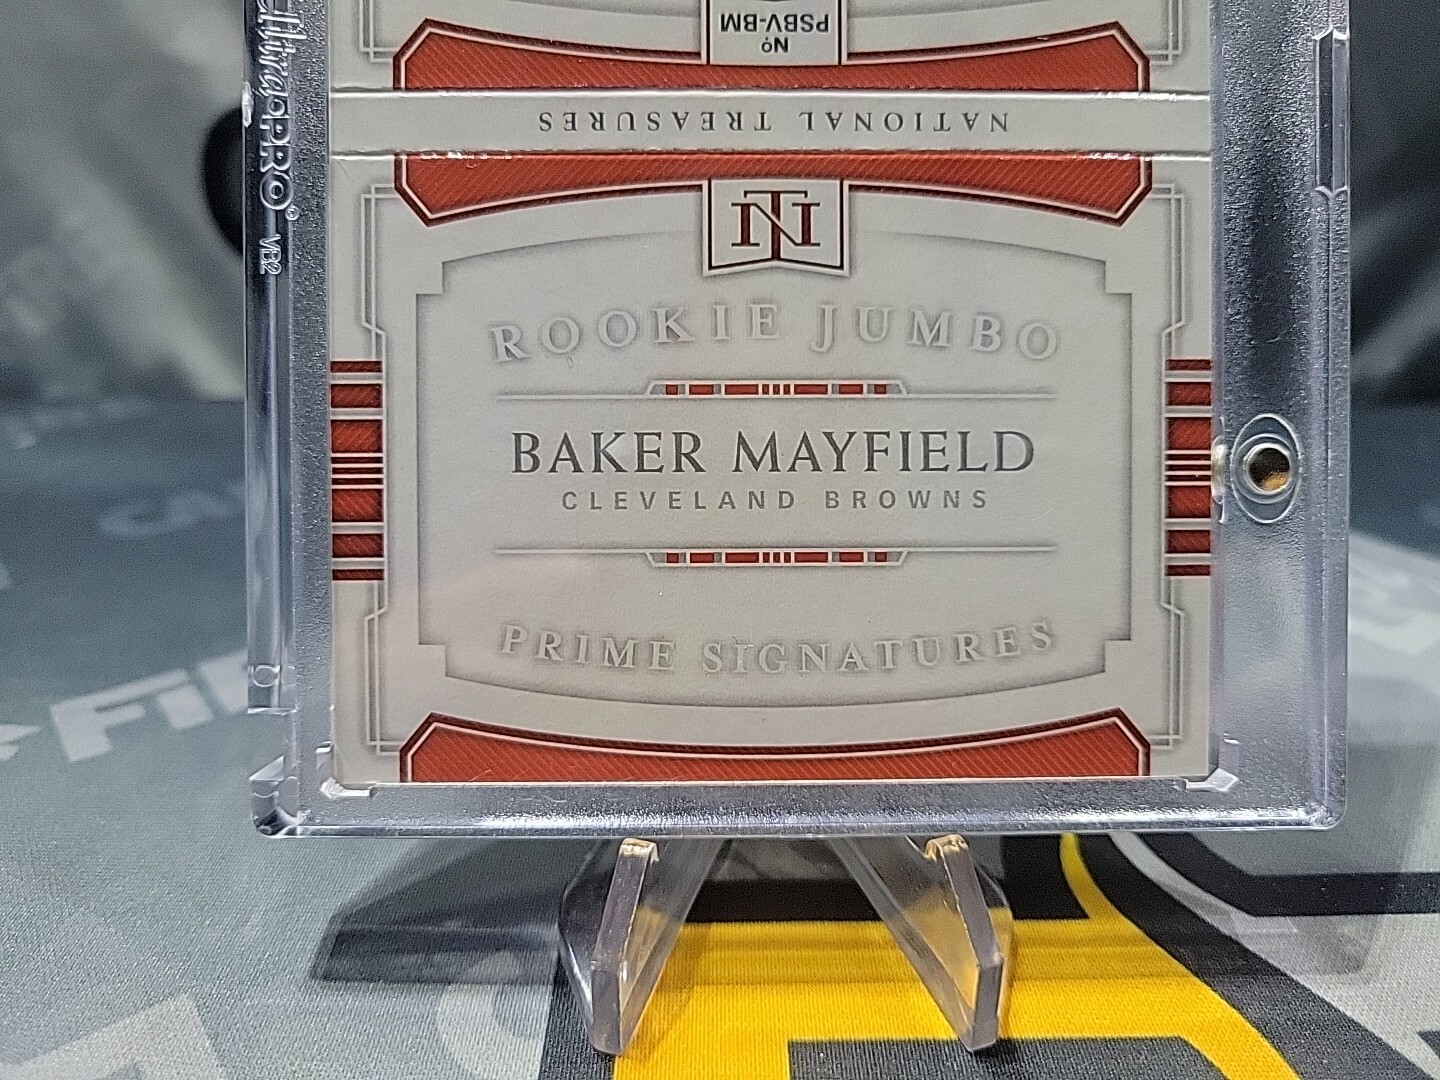 PSBV-BM
Nº
NATIONAL TREASURES
NT
ROOKIE JUMBO
BAKER MAYFIELD
CLEVELAND BROWNS
PRIME SIGNATURES
UltraPRO® VB2